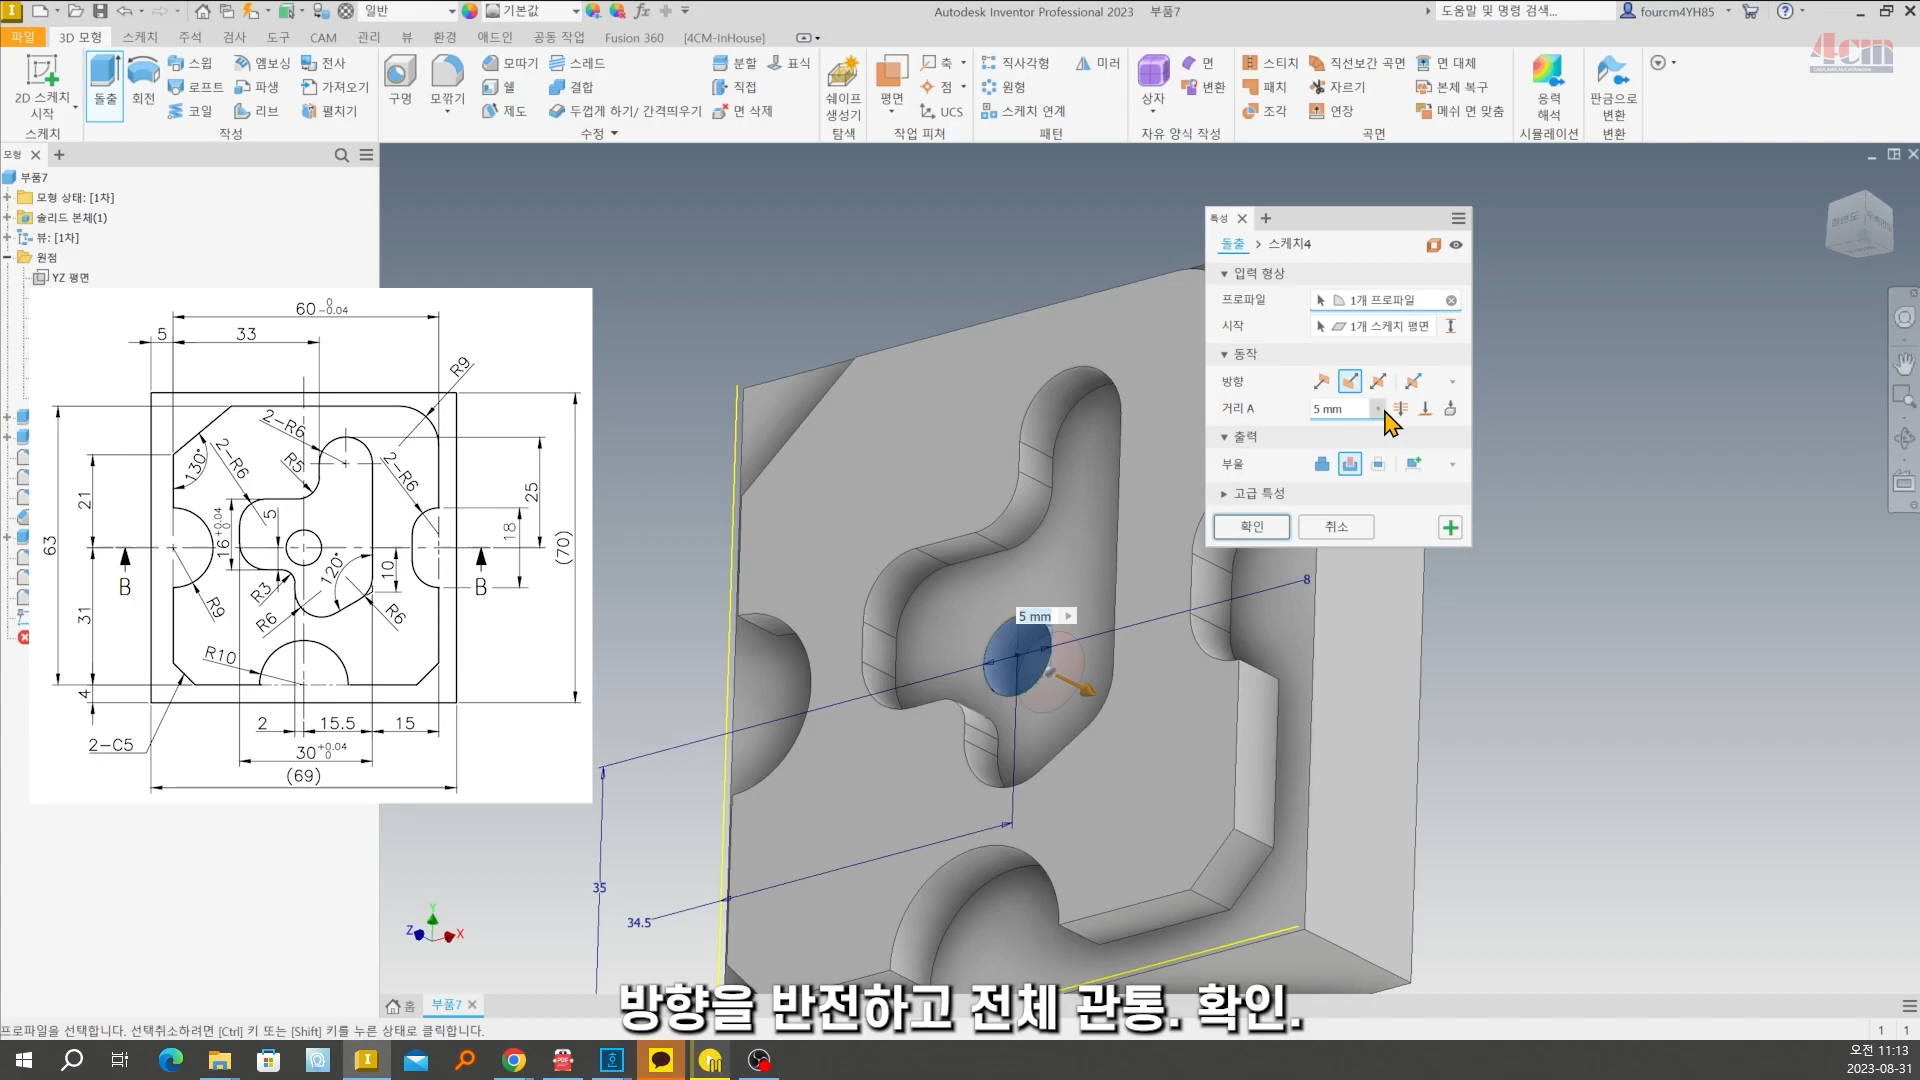 일반
기본값
Autodesk Inventor Professional 2023 부품7
도움말 및 명령 검색...
fourcm4YH85
파일 3D 모형 스케치 주석 검사 도구 CAM 관리 뷰 환경 애드인 공동 작업 Fusion 360 [4CM-InHouse]
4cm
2D 스케치
시작
돌출
회전
스윕
엠보싱
전사
로프트
파생
가져오기
코일
리브
펼치기
구멍
모깎기
모따기
스레드
쉘
결합
제도
두껍게 하기/ 간격띄우기
분할
표식
직접
면 삭제
쉐이프
생성기
평면
축
점
UCS
직사각형
미러
원형
스케치 연계
상자
면
변환
스티치
직선보간 곡면
면 대체
패치
자르기
본체 복구
조각
연장
메쉬 면 맞춤
응력
해석
판금으로
변환
스케치
작성
수정
탐색
작업 피쳐
패턴
자유 양식 작성
곡면
시뮬레이션
변환
모형
부품7
모형 상태: [1차]
솔리드 본체(1)
뷰: [1차]
원점
YZ 평면
60 0 -0.04
5
33
R9
2-R6
130°
2-R6
R5
2-R6
21
63
5
16 +0.04 0
25
18
(70)
B
B
120°
10
R9
R3
R6
R6
31
R10
4
2
15.5
15
2-C5
30 +0.04 0
(69)
특성
돌출 > 스케치4
입력 형상
프로파일
1개 프로파일
시작
1개 스케치 평면
동작
방향
거리 A
5 mm
출력
부울
고급 특성
확인
취소
8
5 mm
35
34.5
Y
Z
X
홈
부품7
방향을 반전하고 전체 관통. 확인.
프로파일을 선택합니다. 선택취소하려면 [Ctrl] 키 또는 [Shift] 키를 누른 상태로 클릭합니다.
1 1
오전 11:13
2023-08-31